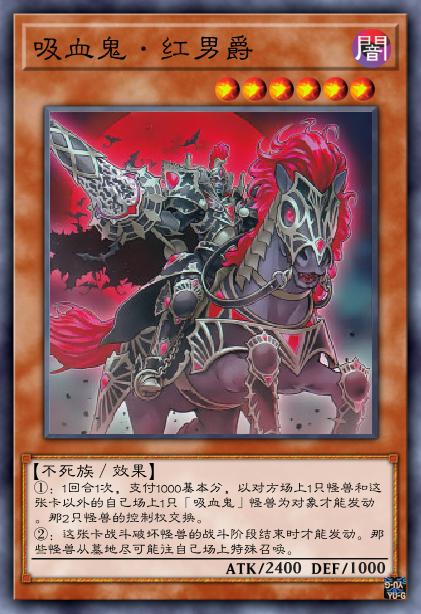 吸血鬼·红男爵
闇
【不死族／效果】
①：1回合1次，支付1000基本分，以对方场上1只怪兽和这
张卡以外的自己场上1只「吸血鬼」怪兽为对象才能发动
。那2只怪兽的控制权交换。
②：这张卡战斗破坏怪兽的战斗阶段结束时才能发动。那
些怪兽从墓地尽可能往自己场上特殊召唤。
ATK/2400 DEF/1000